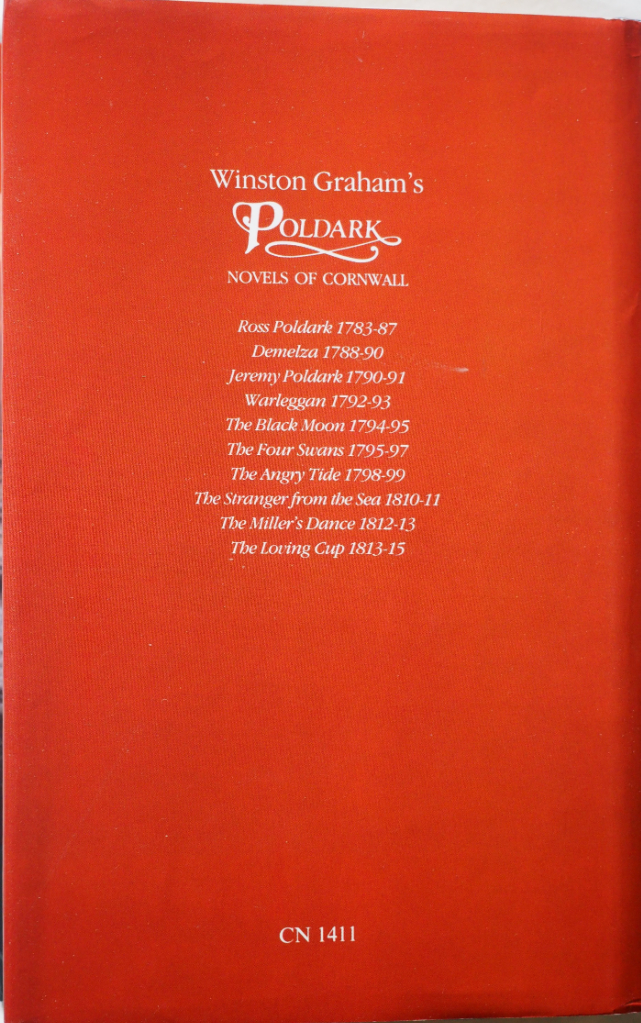 Winston Graham's
POLDARK
NOVELS OF CORNWALL
Ross Poldark 1783-87
Demelza 1788-90
Jeremy Poldark 1790-91
Warleggan 1792-93
The Black Moon 1794-95
The Four Swans 1795-97
The Angry Tide 1798-99
The Stranger from the Sea 1810-11
The Miller's Dance 1812-13
The Loving Cup 1813-15
CN 1411